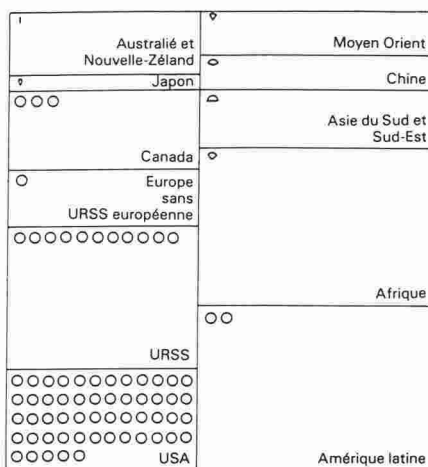 Australié et
Nouvelle-Zéland
Japon
Canada
Europe
sans
URSS européenne
URSS
USA
Moyen Orient
Chine
Asie du Sud et
Sud-Est
Afrique
Amérique latine